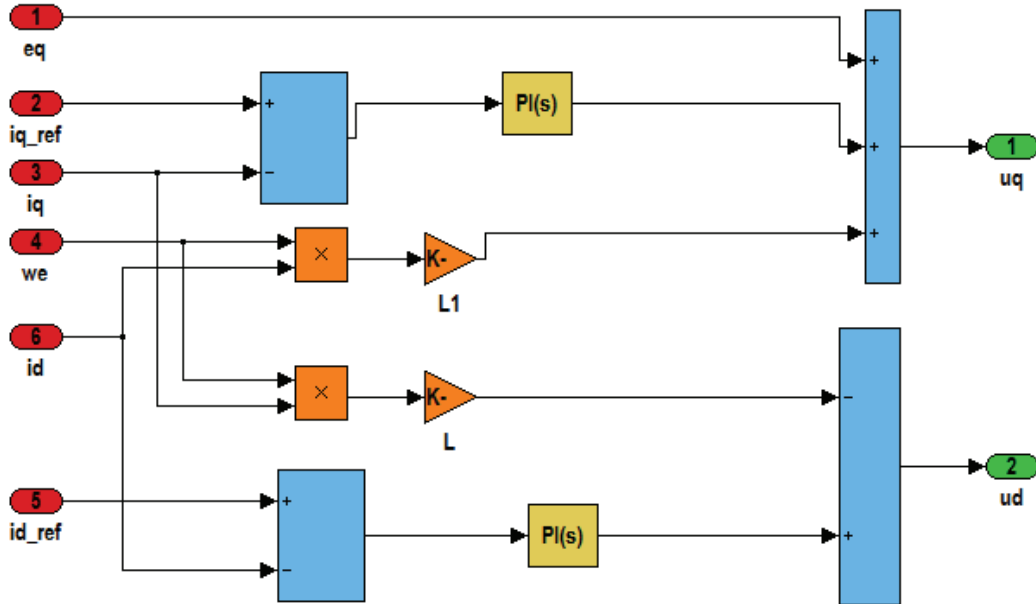 1
eq
2
iq_ref
3
iq
4
we
6
id
5
id_ref
+
−
PI(s)
×
K-
L1
×
K-
L
+
−
PI(s)
+
+
+
1
uq
−
+
2
ud